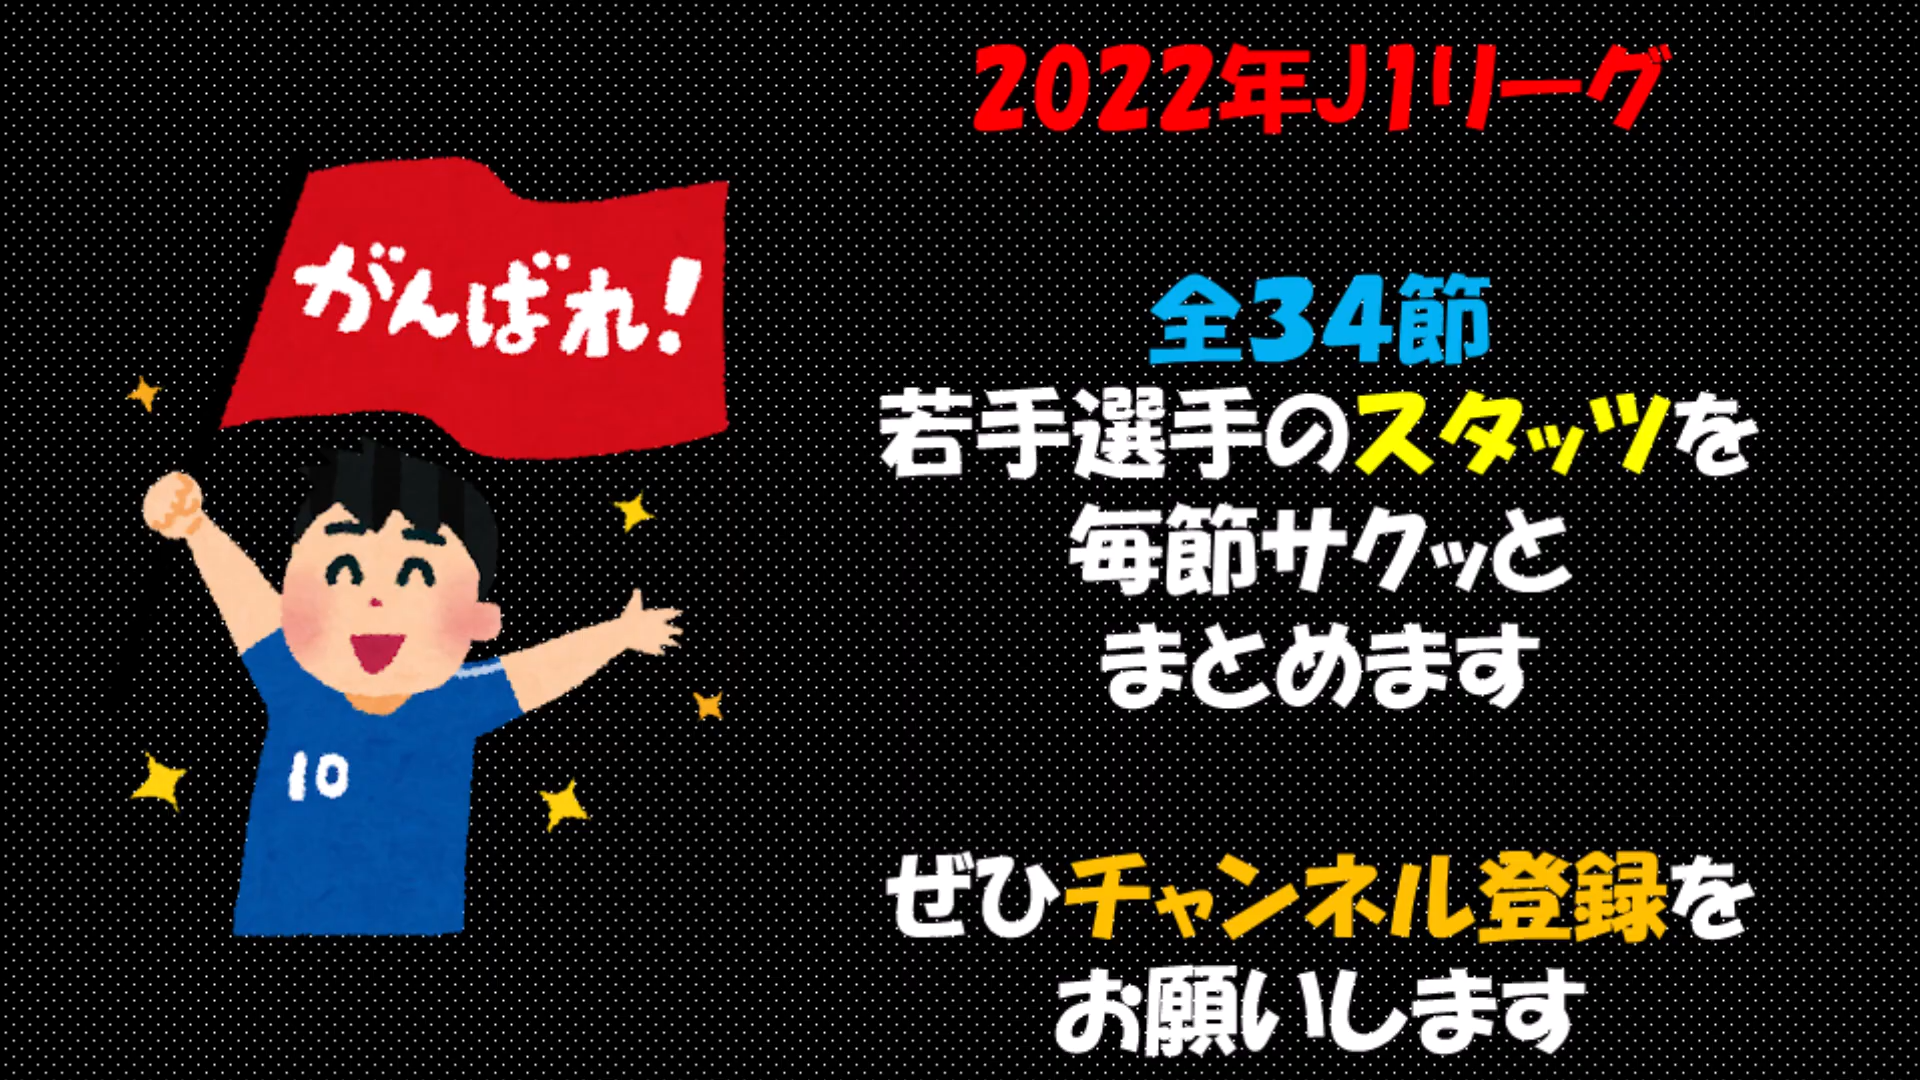 がんばれ!
10
2022年J1リーグ
全34節
若手選手のスタッツを
毎節サクッと
まとめます
ぜひチャンネル登録を
お願いします